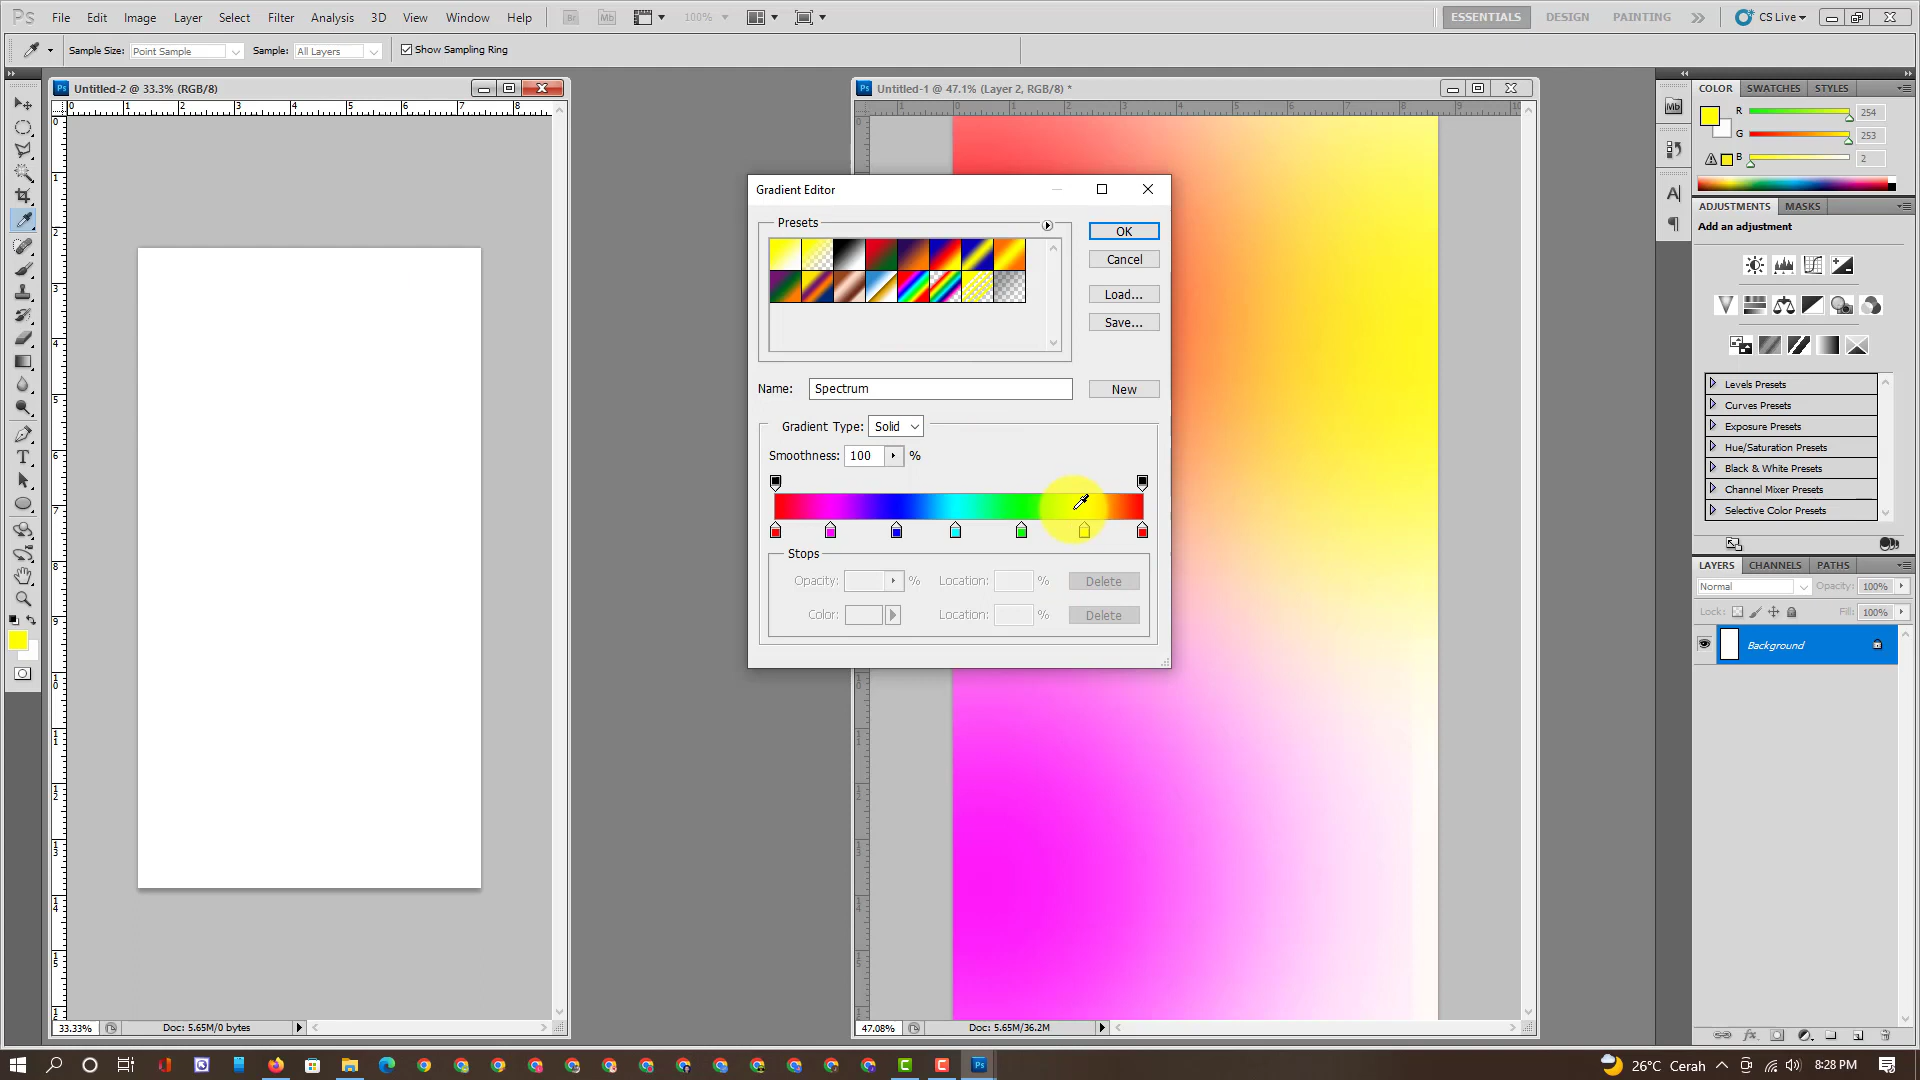 Ps File Edit Image Layer Select Filter Analysis 3D View Window Help Br Mb 100% ESSENTIALS DESIGN PAINTING CS Live
Sample Size: Point Sample Sample: All Layers Show Sampling Ring
Untitled-2 @ 33.3% (RGB/8)
Untitled-1 @ 47.1% (Layer 2, RGB/8) *
COLOR SWATCHES STYLES
R 254
G 253
B 2
Gradient Editor
Presets
OK
Cancel
Load...
Save...
Name: Spectrum
New
Gradient Type: Solid
Smoothness: 100 %
Stops
Opacity: % Location: % Delete
Color: Location: % Delete
ADJUSTMENTS MASKS
Add an adjustment
Levels Presets
Curves Presets
Exposure Presets
Hue/Saturation Presets
Black & White Presets
Channel Mixer Presets
Selective Color Presets
LAYERS CHANNELS PATHS
Normal Opacity: 100%
Lock: Fill: 100%
Background
33.33% Doc: 5.65M/0 bytes
47.08% Doc: 5.65M/36.2M
26°C Cerah 8:28 PM